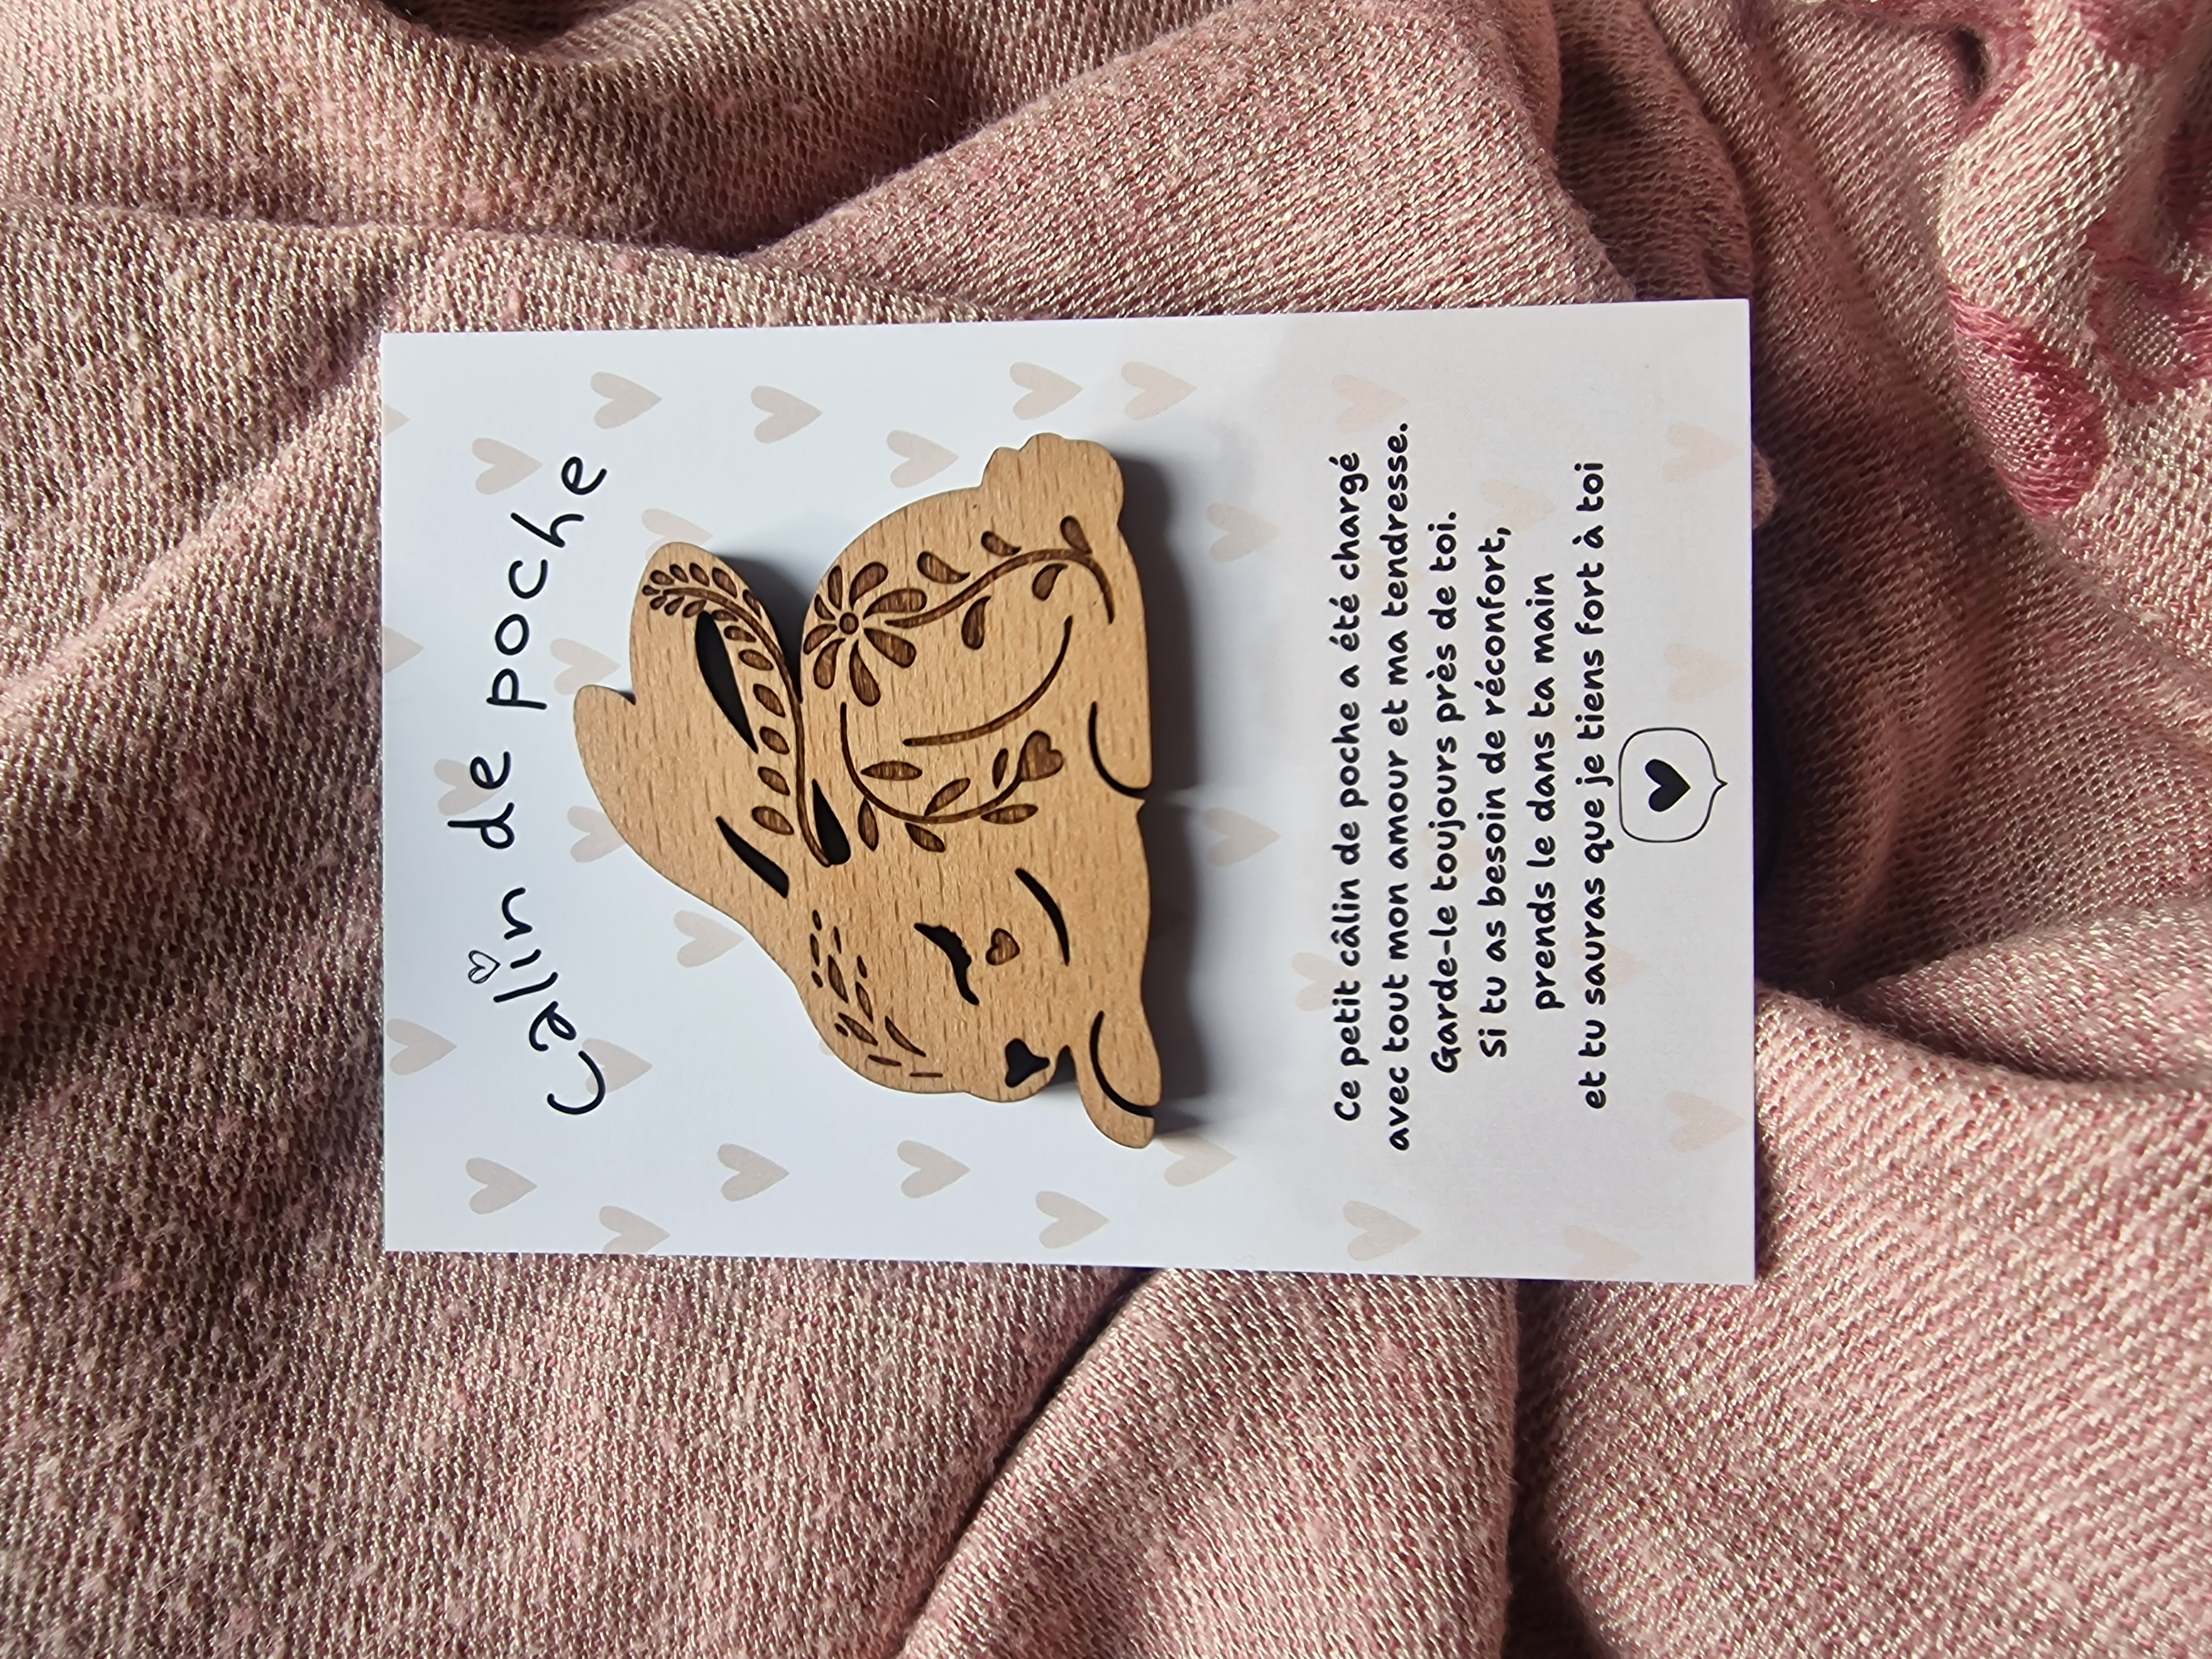 Calin de poche
Ce petit câlin de poche a été chargé
avec tout mon amour et ma tendresse.
Garde-le toujours près de toi.
Si tu as besoin de réconfort,
prends le dans ta main
et tu sauras que je tiens fort à toi